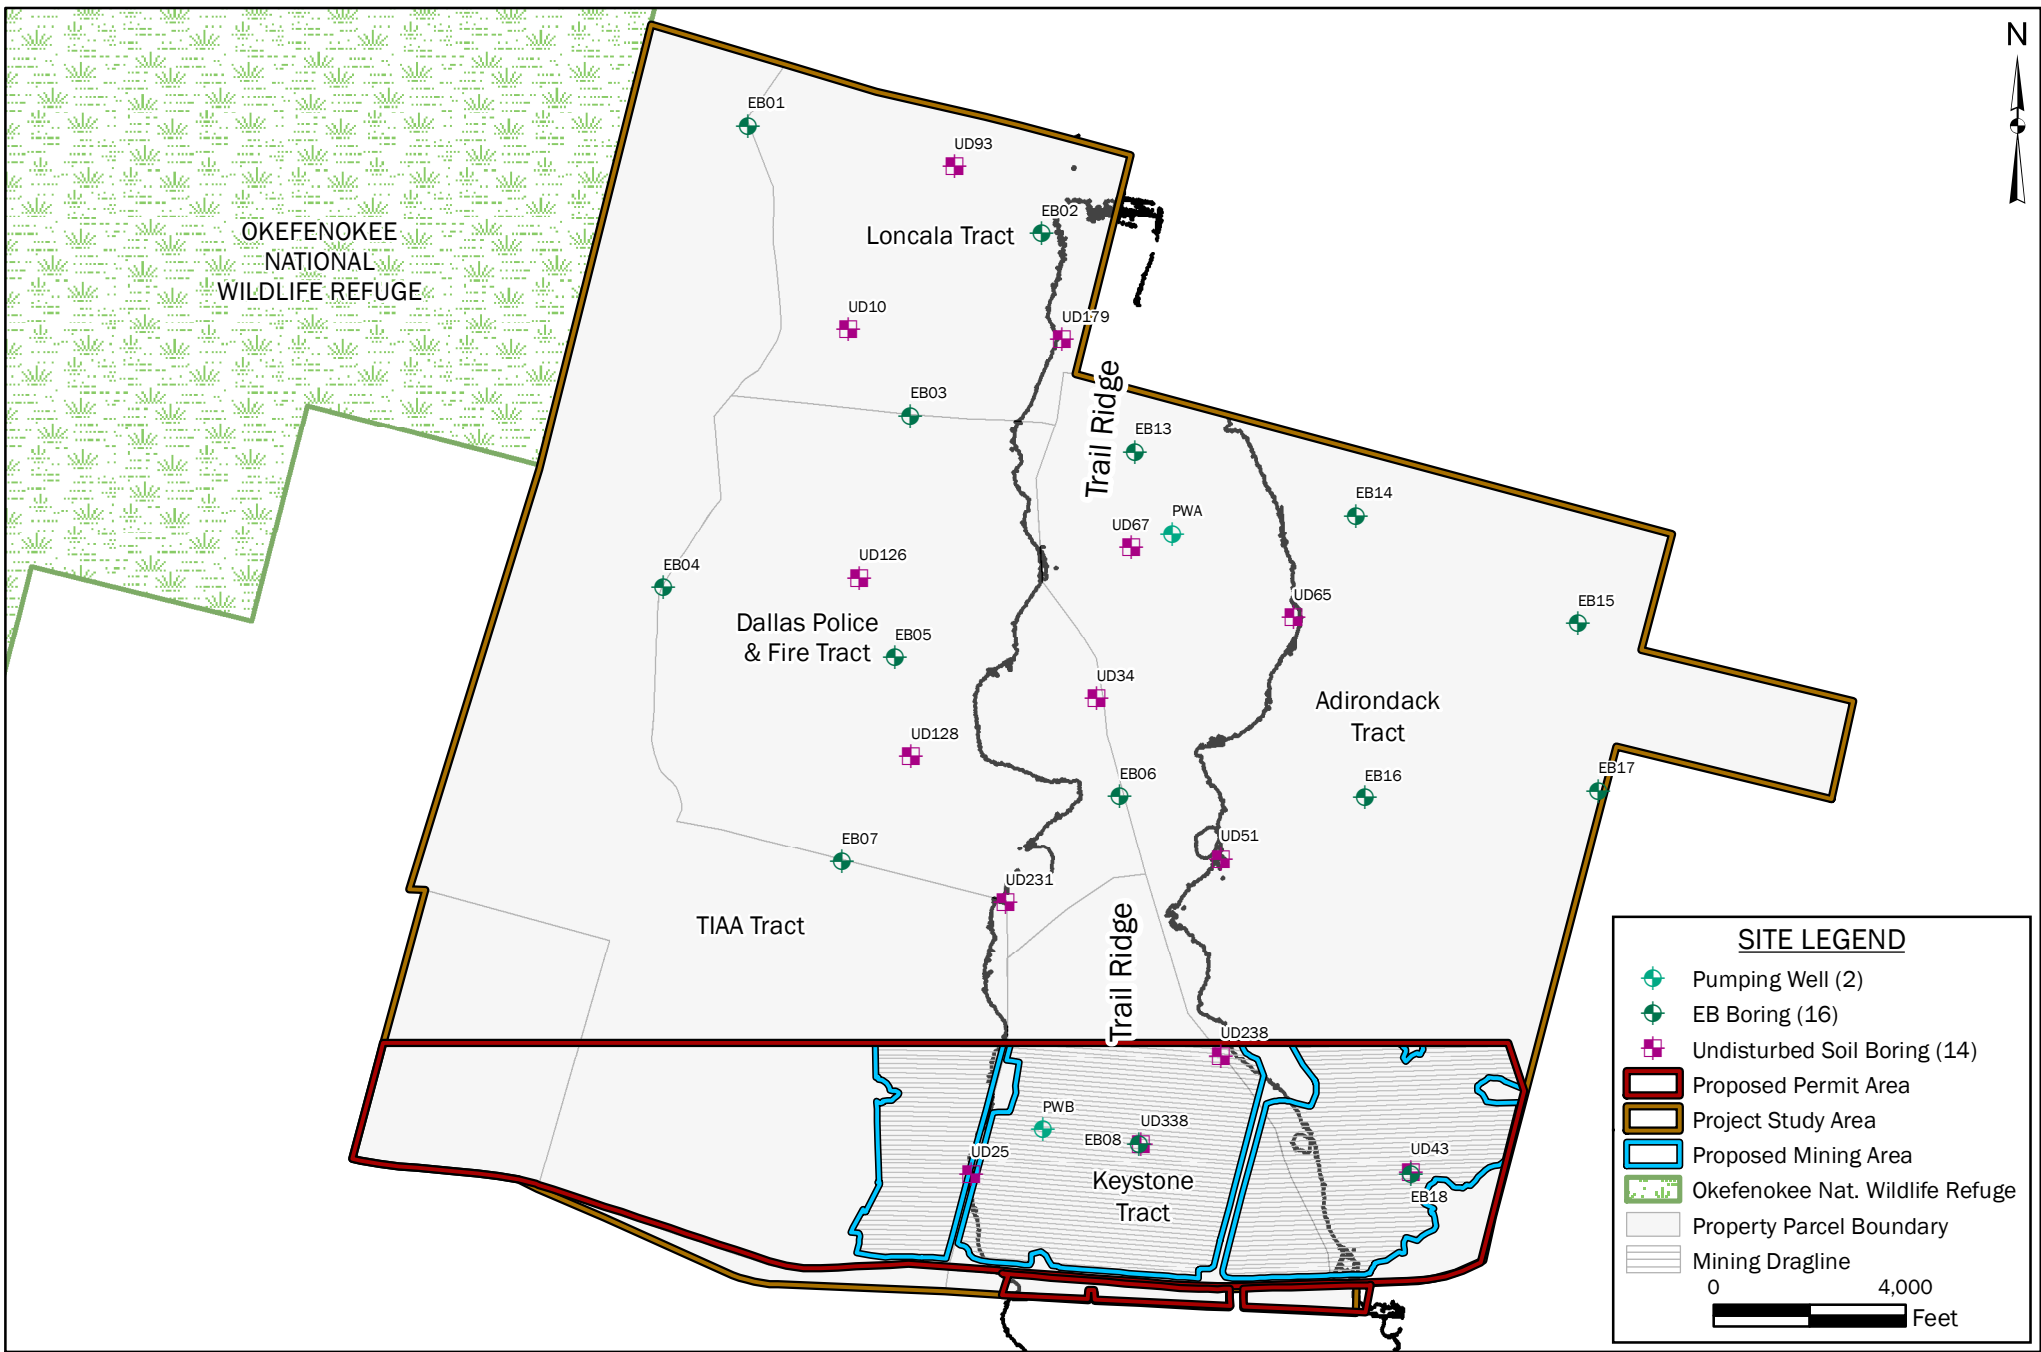 N
EB01
UD93
EB02
Loncala Tract
OKEFENOKEE
NATIONAL
WILDLIFE REFUGE
UD10
UD179
Trail Ridge
EB03
EB13
EB14
PWA
UD67
UD126
EB04
UD65
EB15
Dallas Police
& Fire Tract
EB05
UD34
Adirondack
Tract
UD128
EB06
EB16
EB17
UD51
EB07
UD231
TIAA Tract
Trail Ridge
UD238
PWB
UD338
EB08
UD25
UD43
EB18
Keystone
Tract
SITE LEGEND
Pumping Well (2)
EB Boring (16)
Undisturbed Soil Boring (14)
Proposed Permit Area
Project Study Area
Proposed Mining Area
Okefenokee Nat. Wildlife Refuge
Property Parcel Boundary
Mining Dragline
0 4,000
Feet